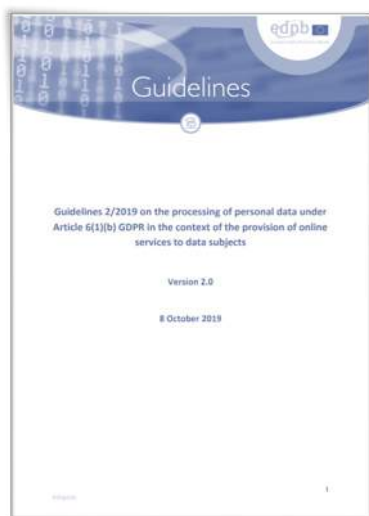 edpb
Guidelines
Guidelines 2/2019 on the processing of personal data under
Article 6(1)(b) GDPR in the context of the provision of online
services to data subjects
Version 2.0
8 October 2019
1